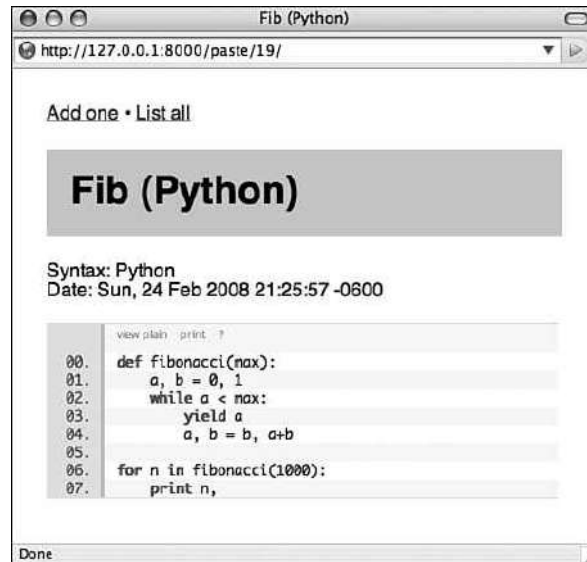 Fib (Python)
http://127.0.0.1:8000/paste/19/
Add one • List all
Fib (Python)
Syntax: Python
Date: Sun, 24 Feb 2008 21:25:57 -0600
view plain print ?
00. def fibonacci(max):
01. a, b = 0, 1
02. while a < max:
03. yield a
04. a, b = b, a+b
05.
06. for n in fibonacci(1000):
07. print n,
Done